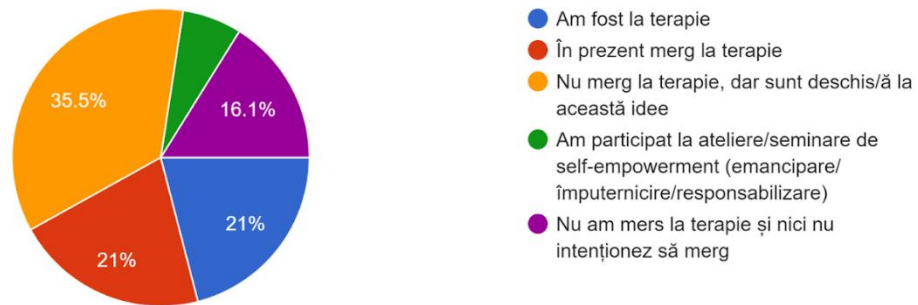 35.5%
16.1%
21%
21%
Am fost la terapie
În prezent merg la terapie
Nu merg la terapie, dar sunt deschis/ă la
această idee
Am participat la ateliere/seminare de
self-empowerment (emancipare/
împuternicire/responsabilizare)
Nu am mers la terapie și nici nu
intenționez să merg